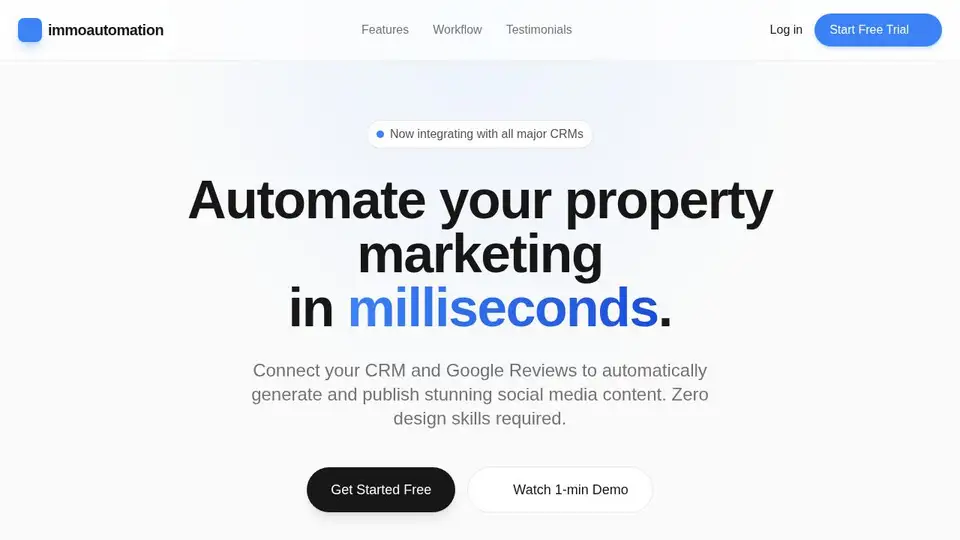 immoautomation
Features
Workflow
Testimonials
Log in
Start Free Trial
Now integrating with all major CRMs
Automate your property
marketing
in milliseconds.
Connect your CRM and Google Reviews to automatically
generate and publish stunning social media content. Zero
design skills required.
Get Started Free
Watch 1-min Demo